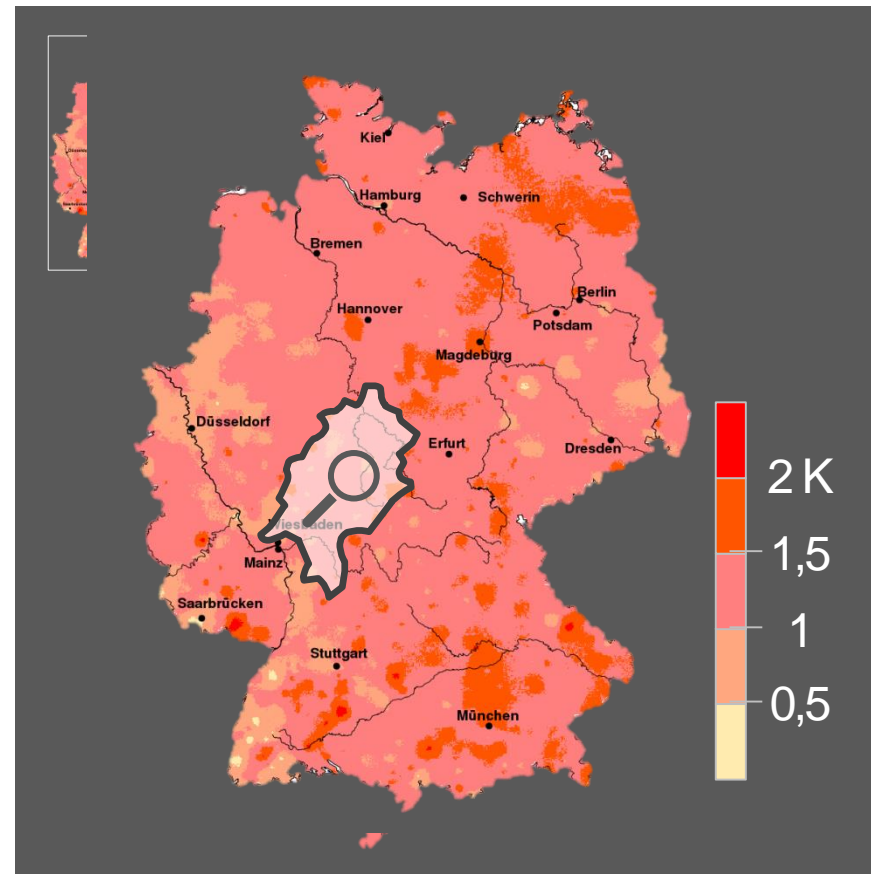 Kiel
Hamburg
Schwerin
Bremen
Berlin
Hannover
Potsdam
Magdeburg
Düsseldorf
Erfurt
Dresden
2 K
Wiesbaden
1,5
Mainz
Saarbrücken
1
Stuttgart
0,5
München